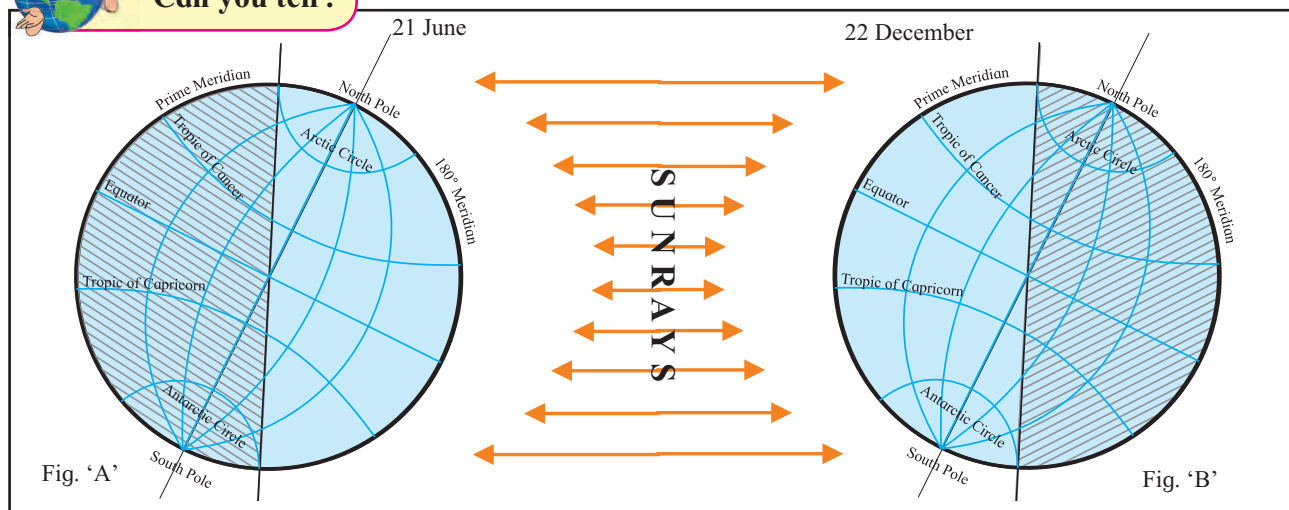 Can you tell?
21 June
22 December
Prime Meridian
North Pole
Tropic of Cancer
Arctic Circle
180° Meridian
Equator
Tropic of Capricorn
Antarctic Circle
South Pole
Fig. ‘A’
SUNRAYS
Prime Meridian
North Pole
Tropic of Cancer
Arctic Circle
180° Meridian
Equator
Tropic of Capricorn
Antarctic Circle
South Pole
Fig. ‘B’